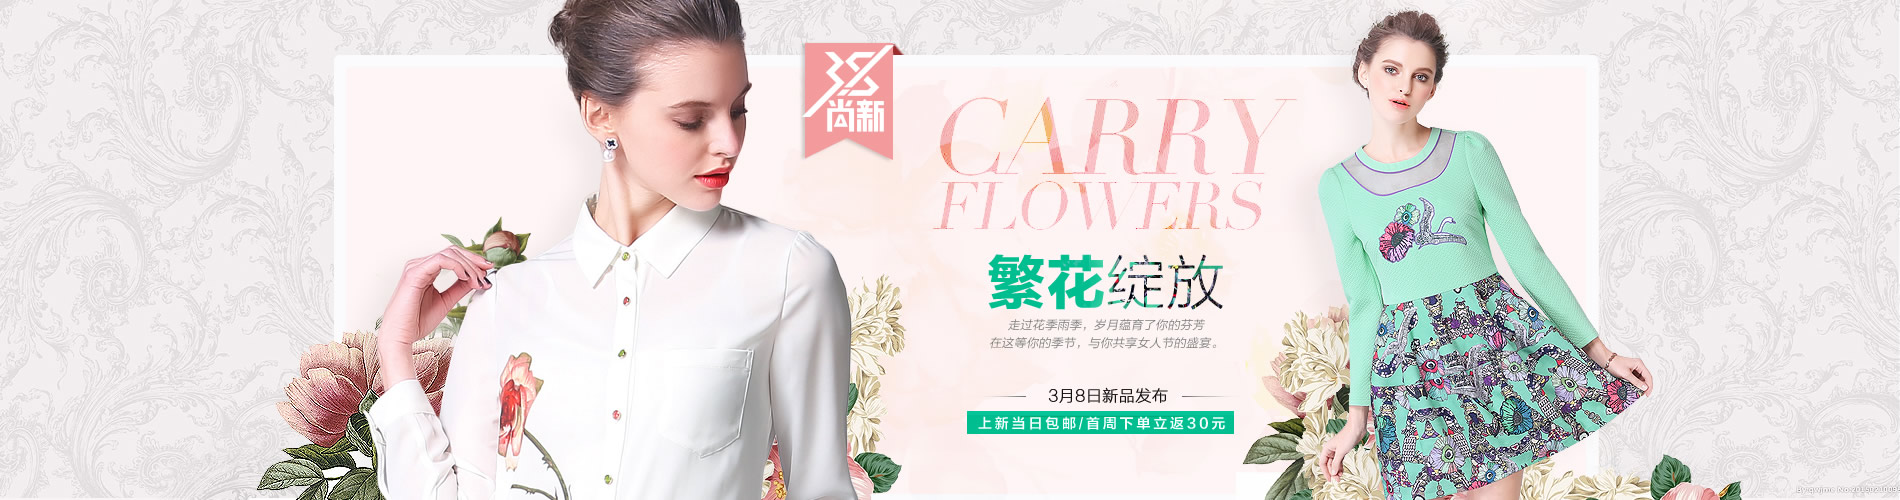 3.8
尚新
CARRY
FLOWERS
繁花绽放
走过花季雨季，岁月蕴育了你的芬芳
在这等你的季节，与你共享女人节的盛宴。
3月8日新品发布
上新当日包邮/首周下单立返30元